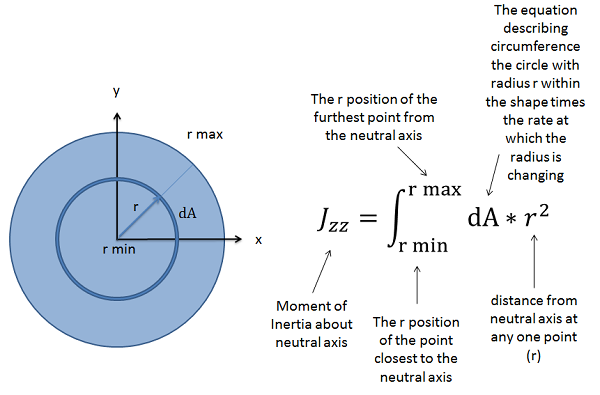 y
r max
r
dA
r min
x
The equation
describing
circumference
the circle with
radius r within
the shape times
the rate at
which the
radius is
changing
The r position of the
furthest point from
the neutral axis
J_zz = ∫ r max r min dA * r²
Moment of
Inertia about
neutral axis
The r position
of the point
closest to the
neutral axis
distance from
neutral axis at
any one point
(r)